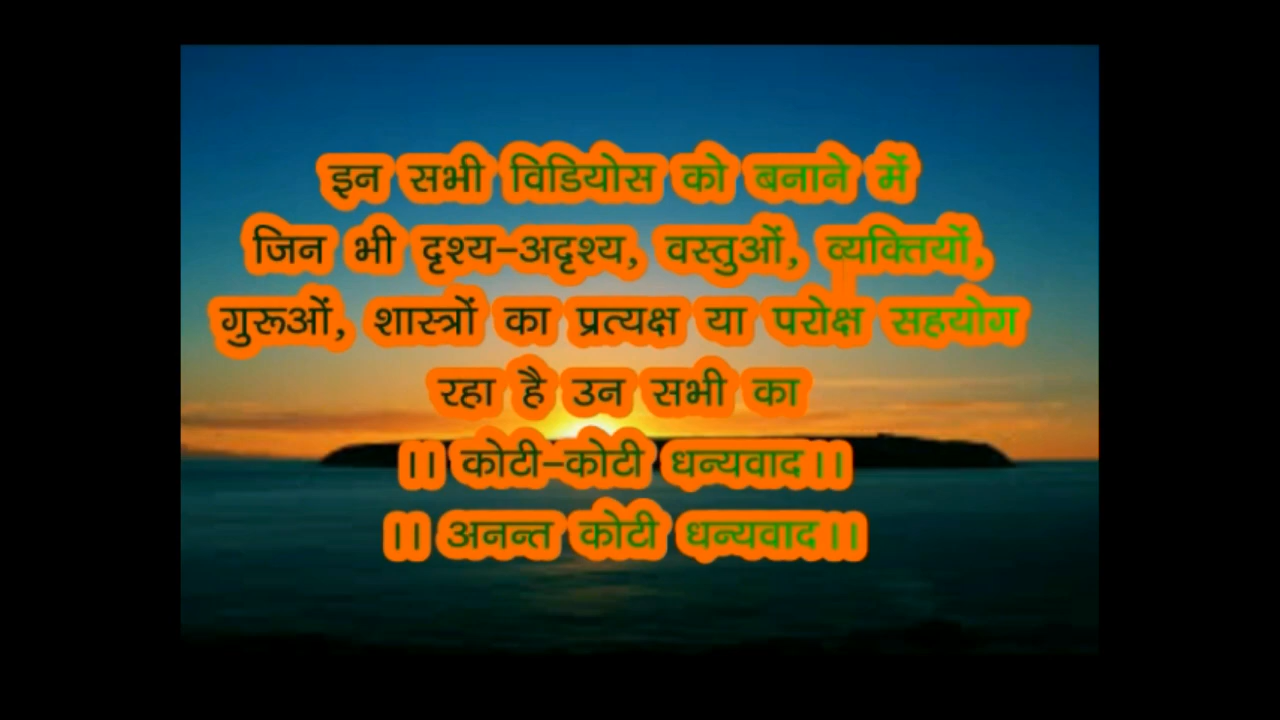 इन सभी विडियोस को बनाने में
जिन भी दृश्य-अदृश्य, वस्तुओं, व्यक्तियों,
गुरूओं, शास्त्रों का प्रत्यक्ष या परोक्ष सहयोग
रहा है उन सभी का
।। कोटी-कोटी धन्यवाद।।
।। अनन्त कोटी धन्यवाद।।